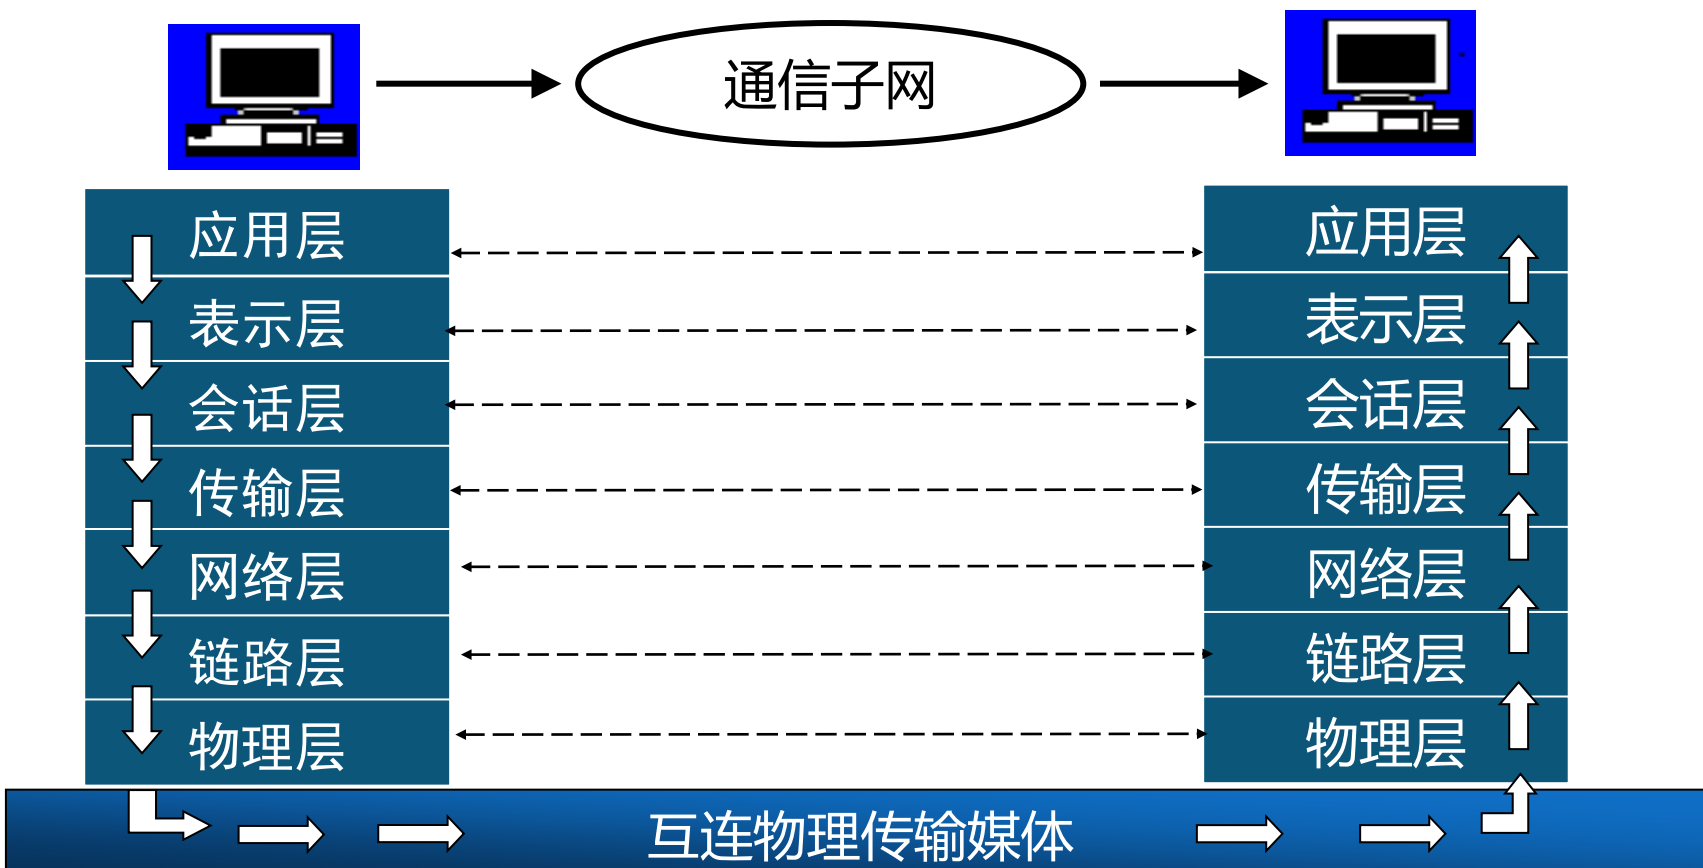 通信子网
应用层
表示层
会话层
传输层
网络层
链路层
物理层
应用层
表示层
会话层
传输层
网络层
链路层
物理层
互连物理传输媒体